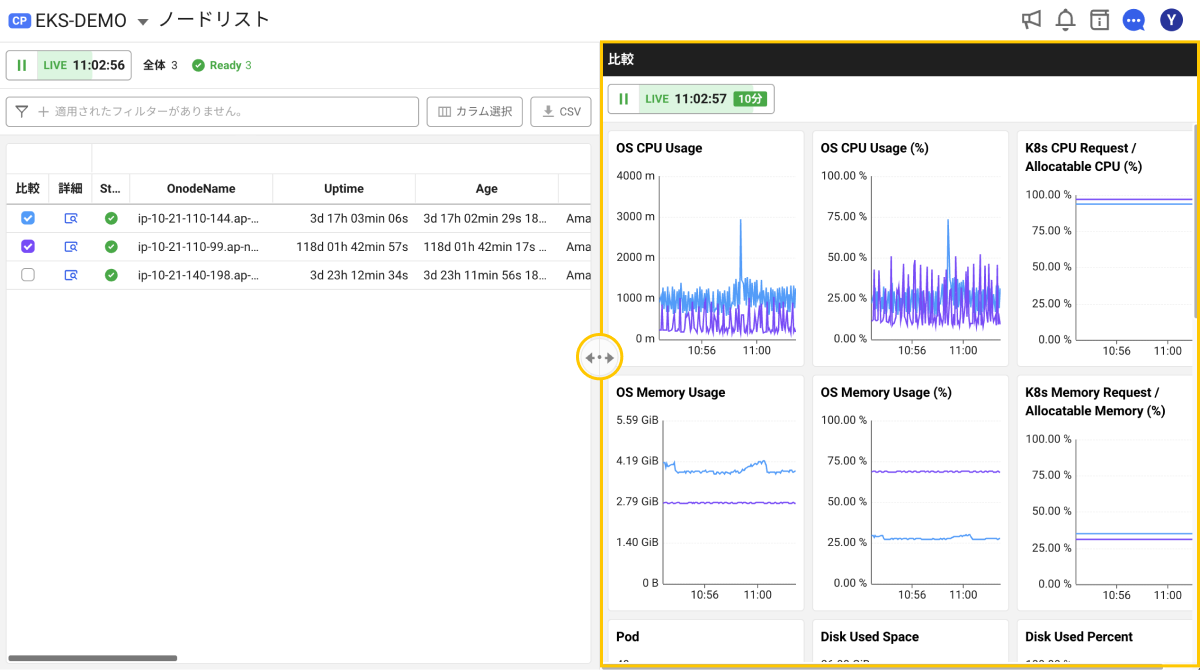 CP EKS-DEMO ノードリスト
Y
LIVE 11:02:56 全体 3 Ready 3
適用されたフィルターがありません。 カラム選択 CSV
比較 詳細 St... OnodeName Uptime Age
ip-10-21-110-144.ap-... 3d 17h 03min 06s 3d 17h 02min 29s 18... Ama
ip-10-21-110-99.ap-n... 118d 01h 42min 57s 118d 01h 42min 17s ... Ama
ip-10-21-140-198.ap-... 3d 23h 12min 34s 3d 23h 11min 56s 18... Ama
比較
LIVE 11:02:57 10分
OS CPU Usage
4000 m
3000 m
2000 m
1000 m
0 m
10:56 11:00
OS CPU Usage (%)
100.00 %
75.00 %
50.00 %
25.00 %
0.00 %
10:56 11:00
K8s CPU Request /
Allocatable CPU (%)
100.00 %
75.00 %
50.00 %
25.00 %
0.00 %
10:56 11:00
OS Memory Usage
5.59 GiB
4.19 GiB
2.79 GiB
1.40 GiB
0 B
10:56 11:00
OS Memory Usage (%)
100.00 %
75.00 %
50.00 %
25.00 %
0.00 %
10:56 11:00
K8s Memory Request /
Allocatable Memory (%)
100.00 %
75.00 %
50.00 %
25.00 %
0.00 %
10:56 11:00
Pod
Disk Used Space
Disk Used Percent